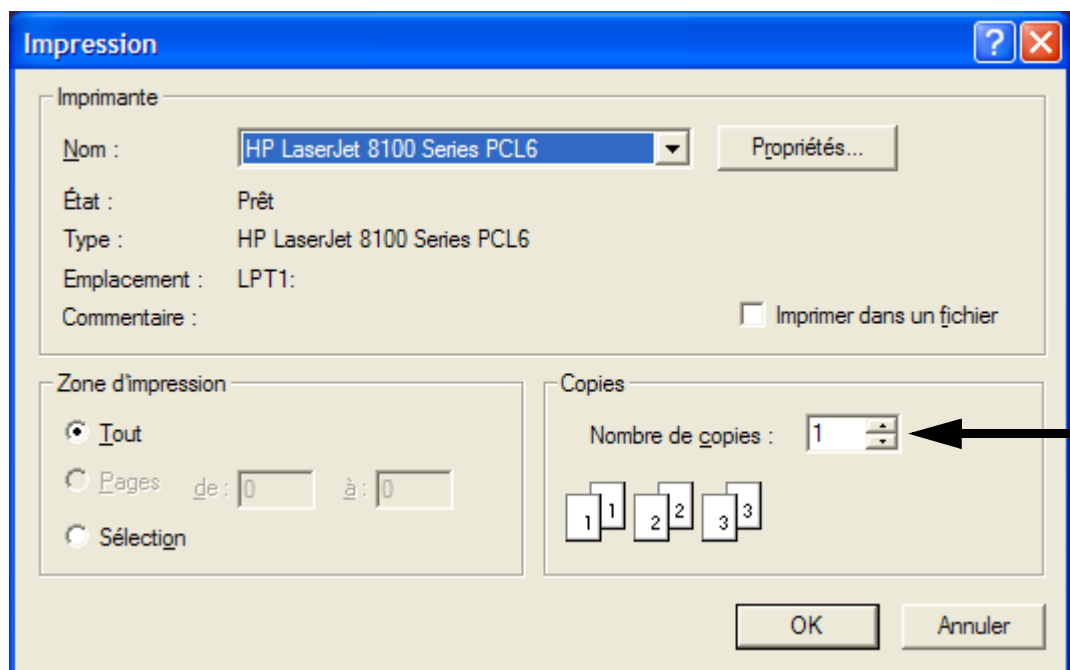 Impression
Imprimante
Nom : HP LaserJet 8100 Series PCL6 Propriétés...
État : Prêt
Type : HP LaserJet 8100 Series PCL6
Emplacement : LPT1:
Commentaire : Imprimer dans un fichier
Zone d'impression
Tout
Pages de : 0 à : 0
Sélection
Copies
Nombre de copies : 1
1 1 2 2 3 3
OK Annuler